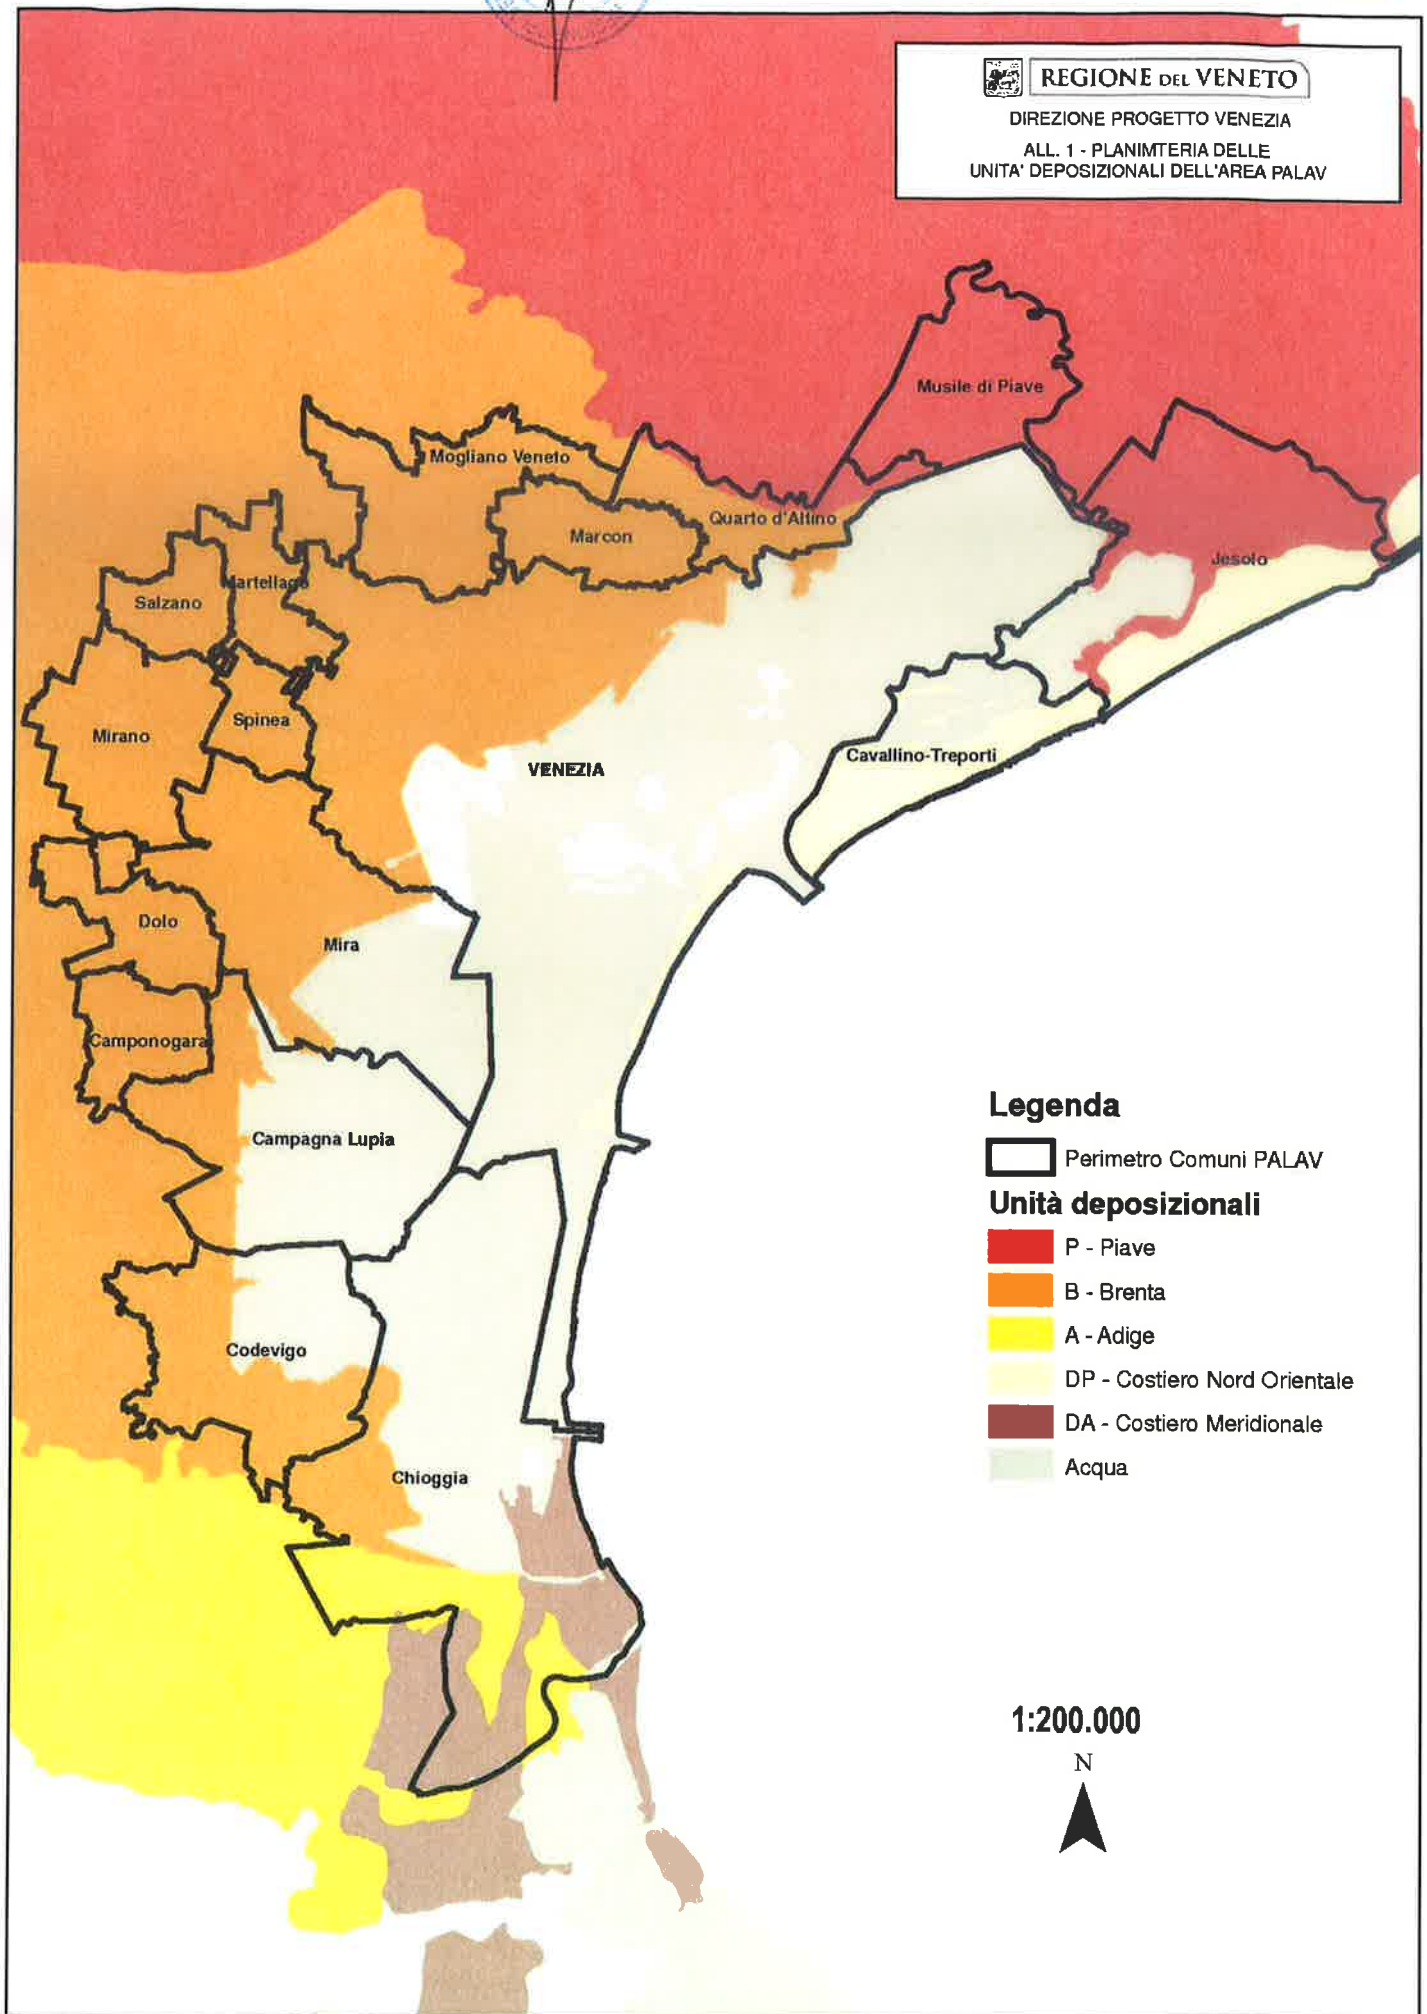 REGIONE DEL VENETO
DIREZIONE PROGETTO VENEZIA
ALL. 1 - PLANIMTERIA DELLE
UNITA' DEPOSIZIONALI DELL'AREA PALAV
Musile di Piave
Mogliano Veneto
Quarto d'Altino
Marcon
Jesolo
Martellago
Salzano
Spinea
Mirano
Cavallino-Treporti
VENEZIA
Dolo
Mira
Camponogara
Campagna Lupia
Codevigo
Chioggia
Legenda
Perimetro Comuni PALAV
Unità deposizionali
P - Piave
B - Brenta
A - Adige
DP - Costiero Nord Orientale
DA - Costiero Meridionale
Acqua
1:200.000
N